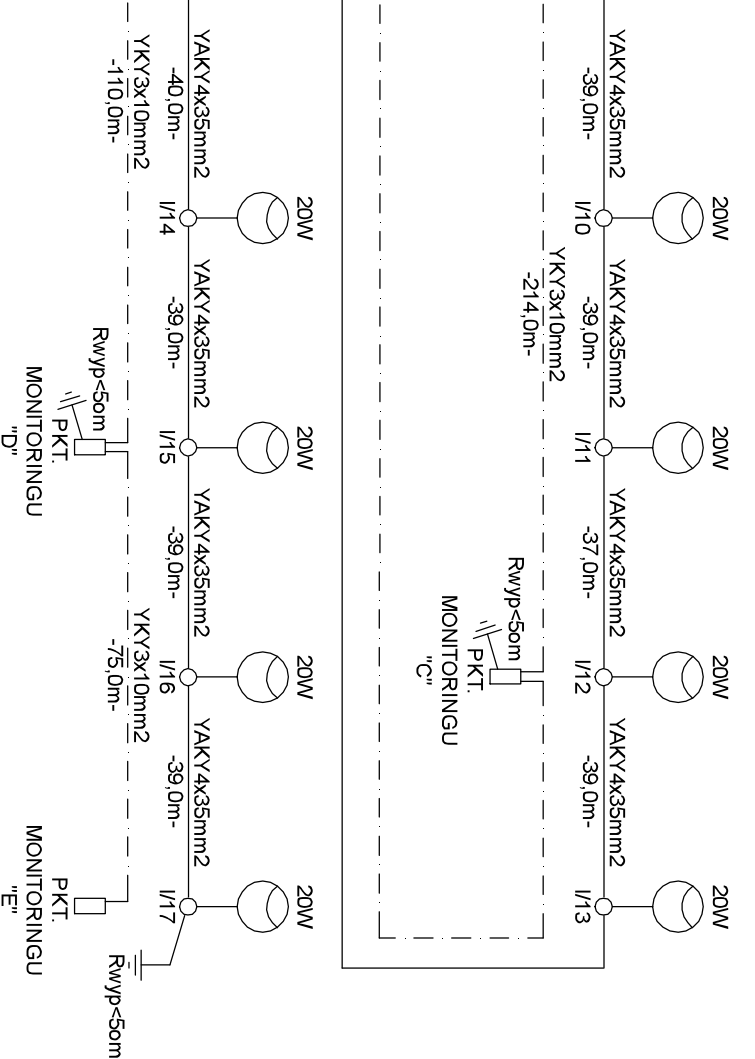 20W
20W
20W
20W
YAKY4x35mm2
-39,0m-
I/10
YAKY4x35mm2
-39,0m-
I/11
YAKY4x35mm2
-37,0m-
I/12
YAKY4x35mm2
-39,0m-
I/13
YKY3x10mm2
-214,0m-
Rwyp<5om
PKT.
MONITORINGU
"C"
20W
20W
20W
20W
YAKY4x35mm2
-40,0m-
I/14
YAKY4x35mm2
-39,0m-
I/15
YAKY4x35mm2
-39,0m-
I/16
YAKY4x35mm2
-39,0m-
I/17
YKY3x10mm2
-110,0m-
YKY3x10mm2
-75,0m-
Rwyp<5om
Rwyp<5om
PKT.
MONITORINGU
"D"
PKT.
MONITORINGU
"E"